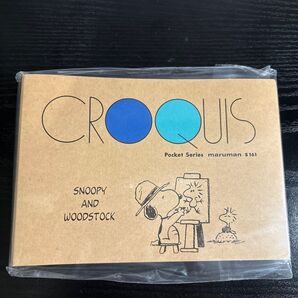 CROQUIS
Pocket Series maruman S161
SNOOPY
AND
WOODSTOCK